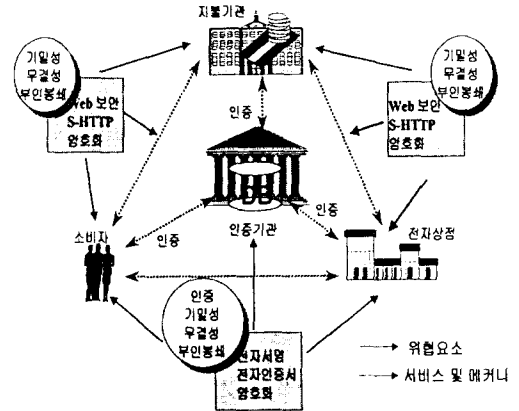 지불기관
기밀성
무결성
부인봉쇄
Web 보안
S-HTTP
암호화
기밀성
무결성
부인봉쇄
Web 보안
S-HTTP
암호화
인증
DB
인증
인증
인증기관
소비자
전자상점
인증
기밀성
무결성
부인봉쇄
전자서명
전자인증서
암호화
위협요소
서비스 및 메커니